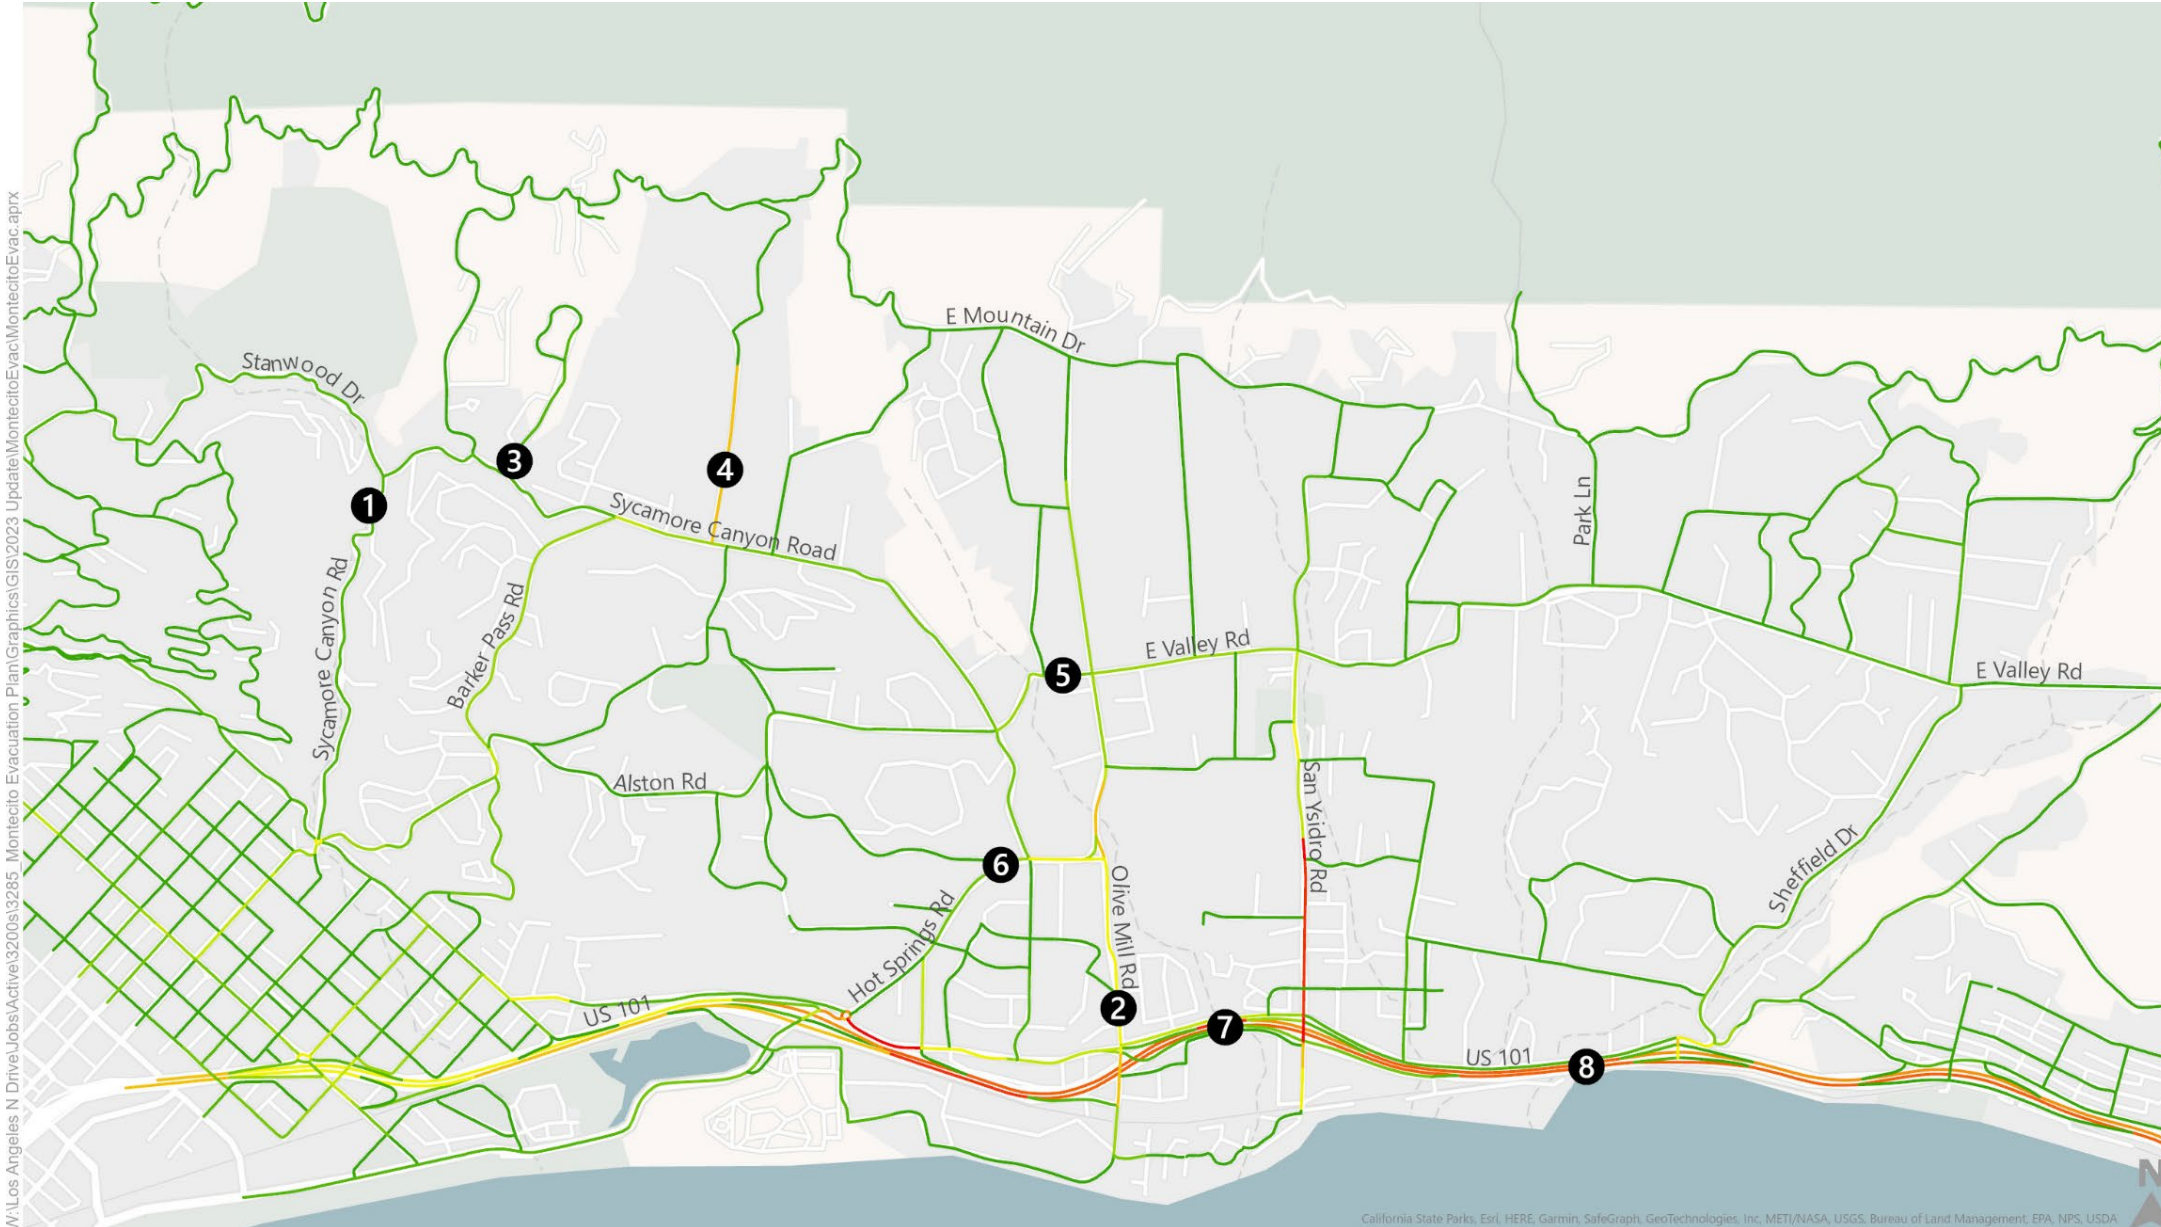 W:\Los Angeles N Drive\Jobs\Active\3200s\3285_Montecito Evacuation Plan\Graphics\GIS\2023 Update\MontecitoEvac\MontecitoEvac.aprx
E Mountain Dr
Stanwood Dr
3
4
1
Sycamore Canyon Road
Park Ln
Sycamore Canyon Rd
Barker Pass Rd
E Valley Rd
5
E Valley Rd
Alston Rd
San Ysidro Rd
6
Olive Mill Rd
Sheffield Dr
Hot Springs Rd
US 101
2
7
US 101
8
N
California State Parks, Esri, HERE, Garmin, SafeGraph, GeoTechnologies, Inc, METI/NASA, USGS, Bureau of Land Management, EPA, NPS, USDA